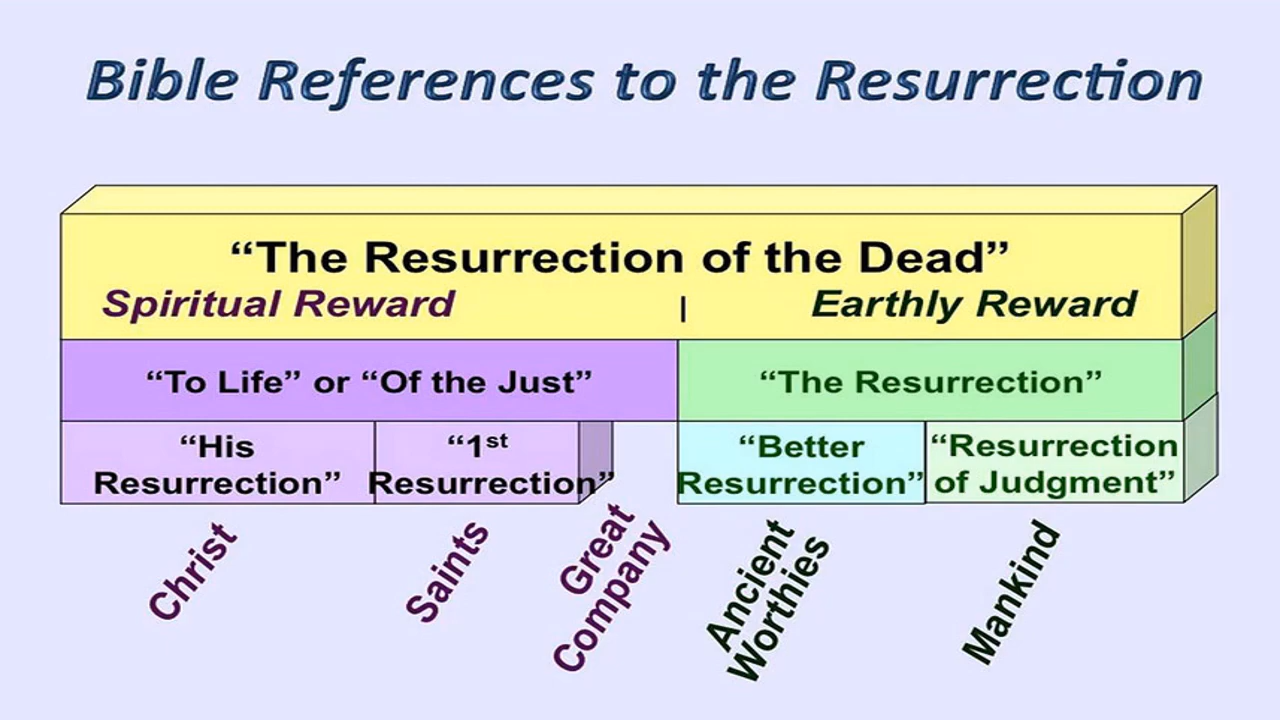 Bible References to the Resurrection
“The Resurrection of the Dead”
Spiritual Reward | Earthly Reward
“To Life” or “Of the Just”
“The Resurrection”
“His
Resurrection”
“1st
Resurrection”
“Better
Resurrection”
“Resurrection
of Judgment”
Christ
Saints
Great
Company
Ancient
Worthies
Mankind